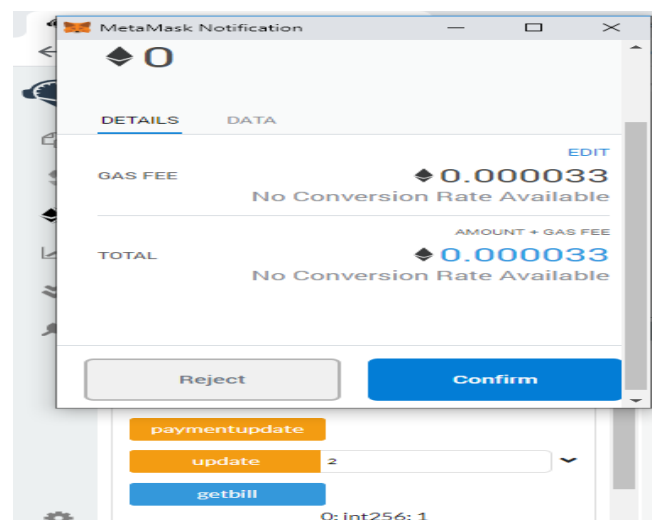 MetaMask Notification
0
DETAILS DATA
EDIT
GAS FEE 0.000033
No Conversion Rate Available
AMOUNT + GAS FEE
TOTAL 0.000033
No Conversion Rate Available
Reject Confirm
paymentupdate
update 2
getbill
0: int256: 1